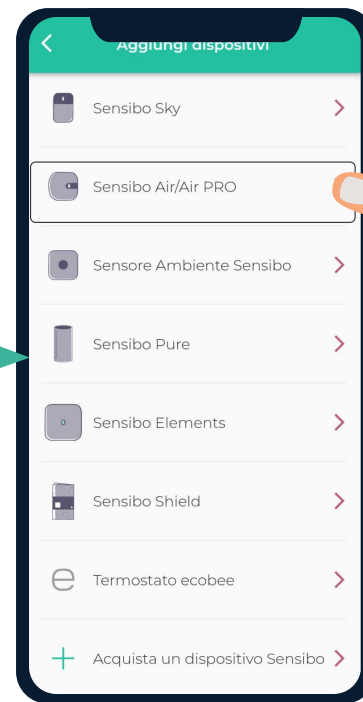 Aggiungi dispositivi
Sensibo Sky
Sensibo Air/Air PRO
Sensore Ambiente Sensibo
Sensibo Pure
Sensibo Elements
Sensibo Shield
Termostato ecobee
Acquista un dispositivo Sensibo